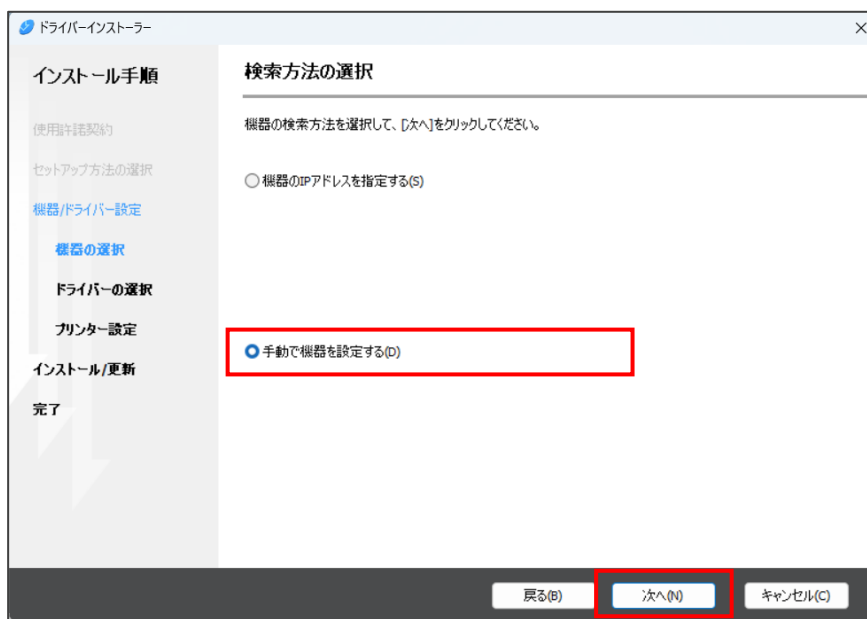 ドライバーインストーラー
インストール手順
使用許諾契約
セットアップ方法の選択
機器/ドライバー設定
機器の選択
ドライバーの選択
プリンター設定
インストール/更新
完了
検索方法の選択
機器の検索方法を選択して、[次へ]をクリックしてください。
機器のIPアドレスを指定する(S)
手動で機器を設定する(D)
戻る(B)
次へ(N)
キャンセル(C)